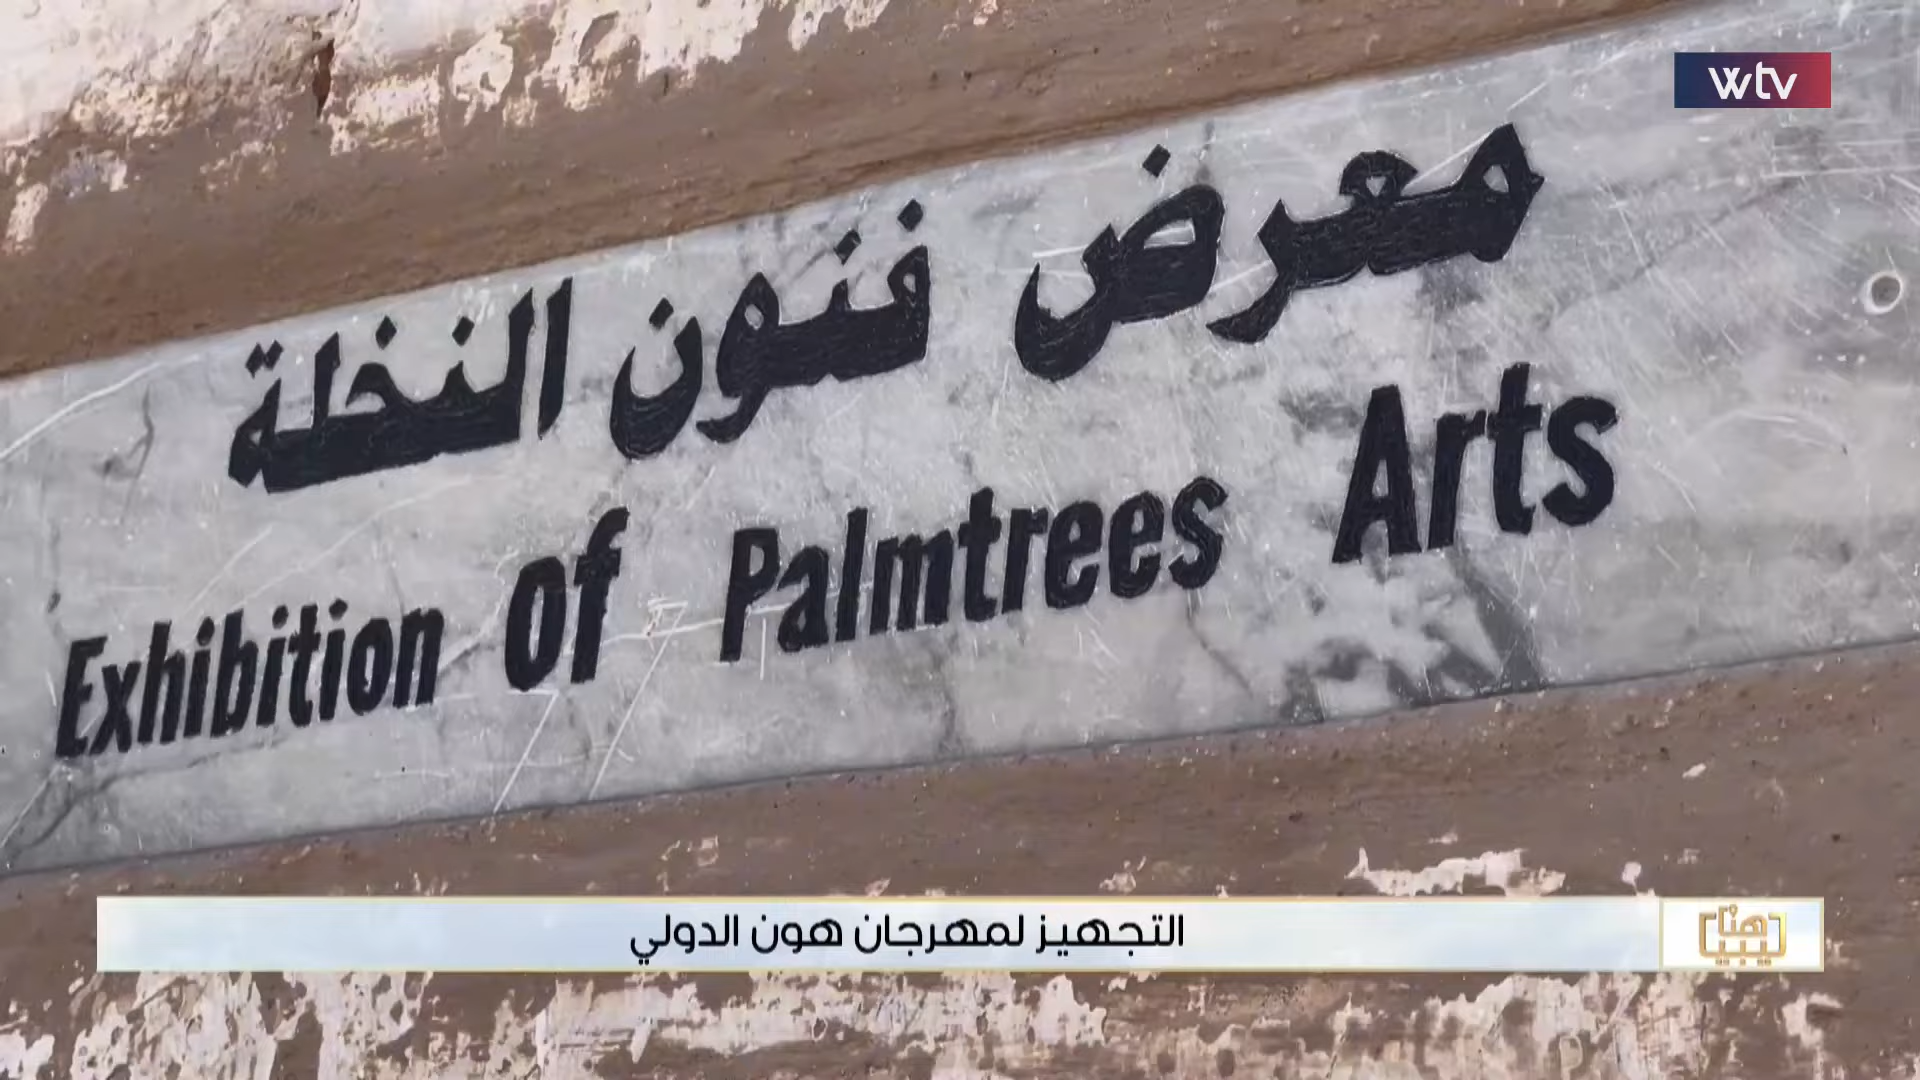 wtv
معرض فنون النخلة
Exhibition Of Palmtrees Arts
التجهيز لمهرجان هون الدولي
هنا ليبيا